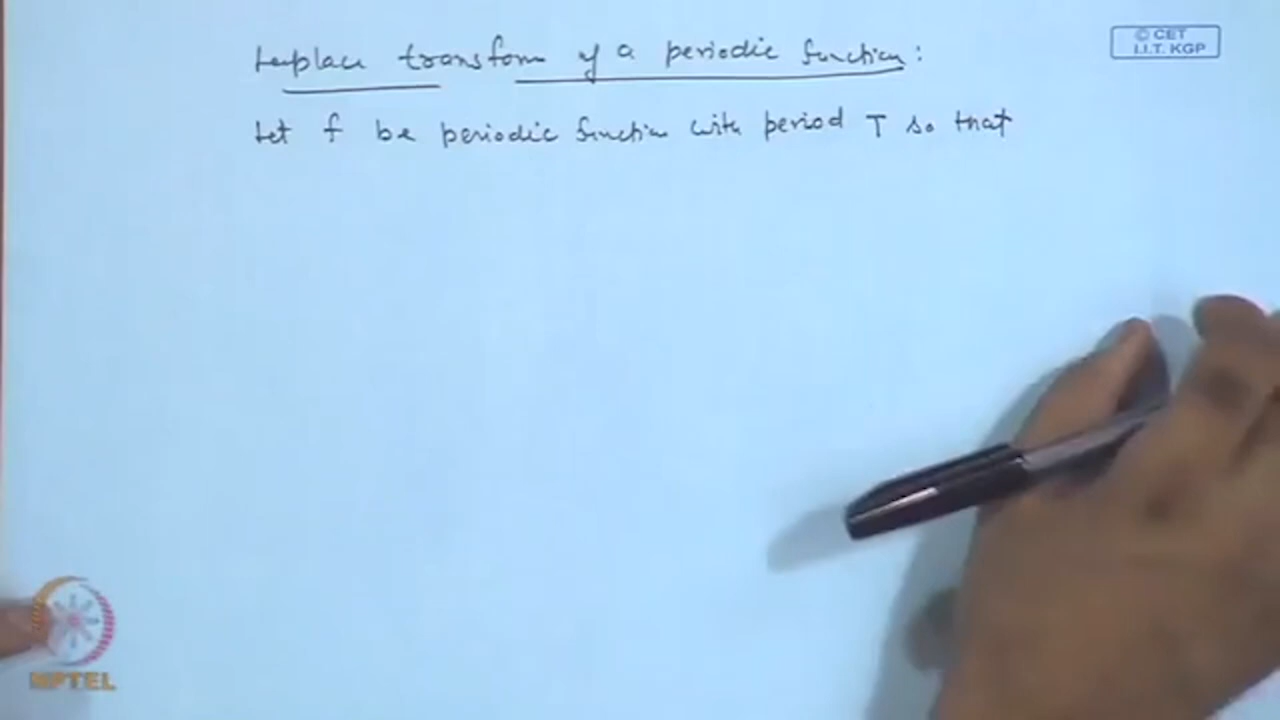 Laplace transform of a periodic function:
© CET
I.I.T. KGP
Let f be periodic function with period T so that
NPTEL